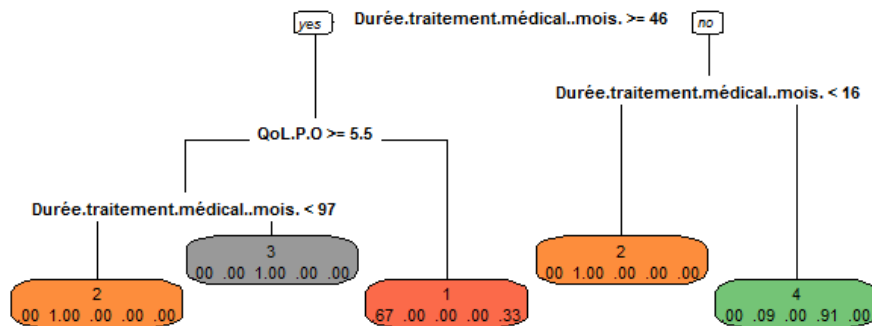 yes Durée.traitement.médical..mois. >= 46 no
Durée.traitement.médical..mois. < 16
QoL.P.O >= 5.5
Durée.traitement.médical..mois. < 97
3
.00 .00 1.00 .00 .00
2
.00 1.00 .00 .00 .00
2
.00 1.00 .00 .00 .00
1
.67 .00 .00 .00 .33
4
.00 .09 .00 .91 .00